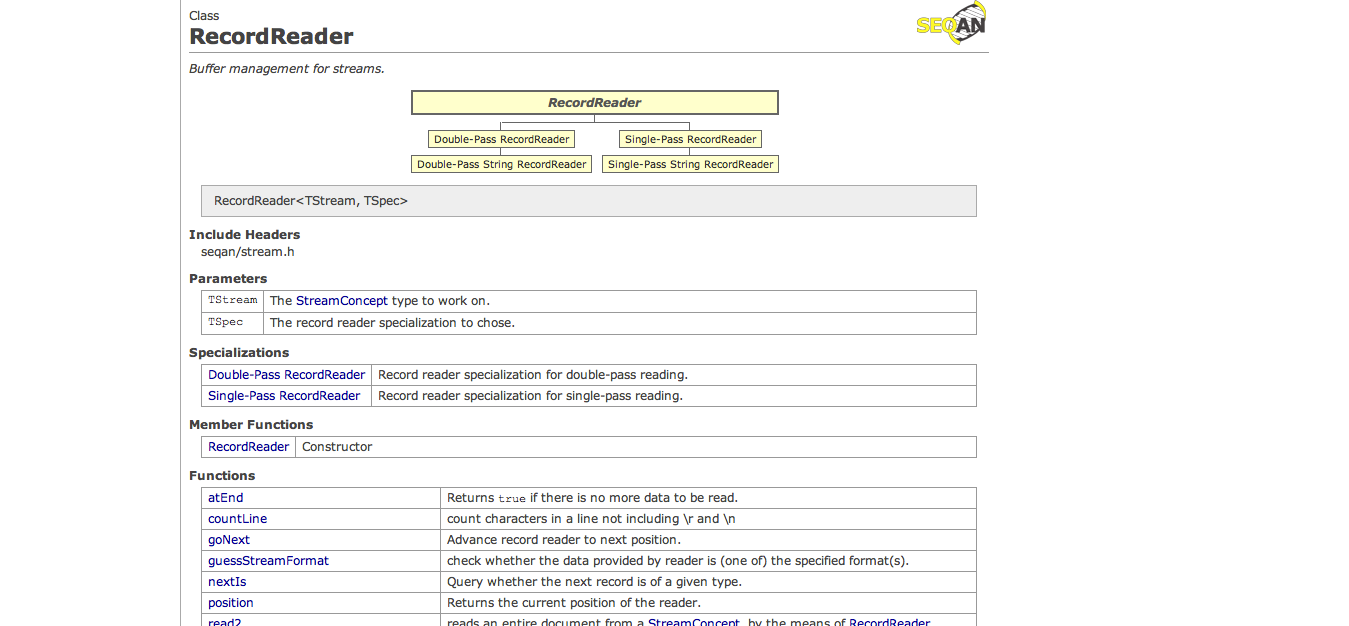 Class
RecordReader
SEQAN
Buffer management for streams.
RecordReader
Double-Pass RecordReader Single-Pass RecordReader
Double-Pass String RecordReader Single-Pass String RecordReader
RecordReader<TStream, TSpec>
Include Headers
seqan/stream.h
Parameters
TStream The StreamConcept type to work on.
TSpec The record reader specialization to chose.
Specializations
Double-Pass RecordReader Record reader specialization for double-pass reading.
Single-Pass RecordReader Record reader specialization for single-pass reading.
Member Functions
RecordReader Constructor
Functions
atEnd Returns true if there is no more data to be read.
countLine count characters in a line not including \r and \n
goNext Advance record reader to next position.
guessStreamFormat check whether the data provided by reader is (one of) the specified format(s).
nextIs Query whether the next record is of a given type.
position Returns the current position of the reader.
read2 reads an entire document from a StreamConcept, by the means of RecordReader